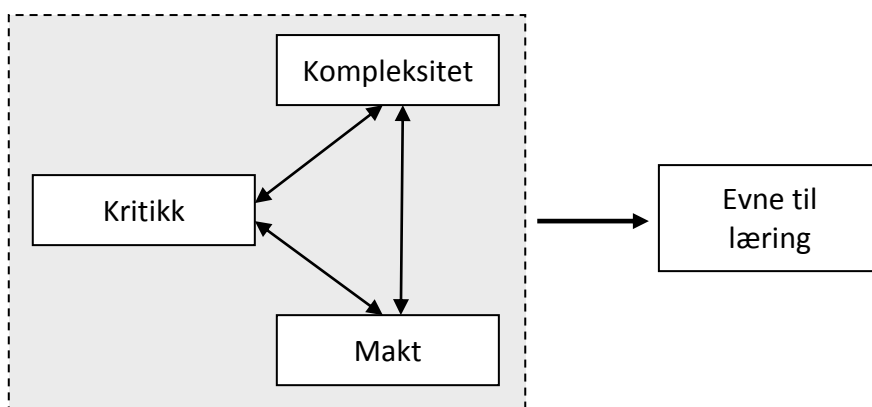 Kompleksitet
Kritikk
Makt
Evne til
læring